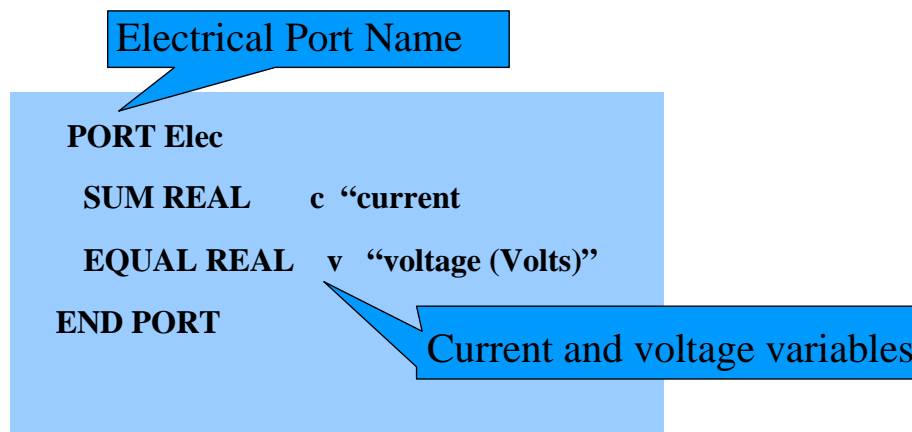 Electrical Port Name
PORT Elec
SUM REAL c “current
EQUAL REAL v “voltage (Volts)”
END PORT
Current and voltage variables